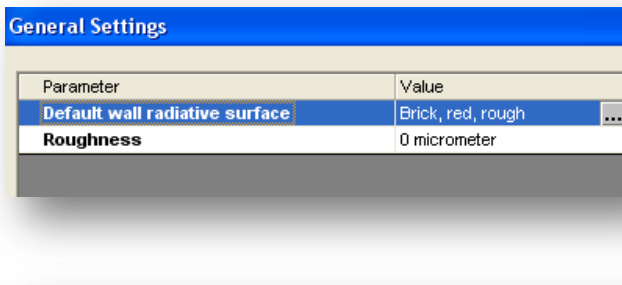 General Settings
Parameter Value
Default wall radiative surface Brick, red, rough ...
Roughness 0 micrometer